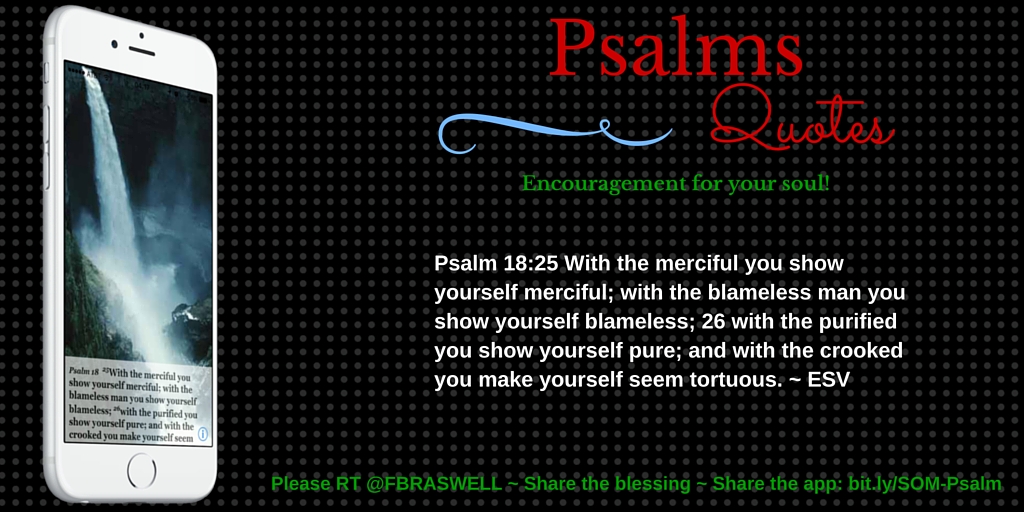 Psalms
Quotes
Encouragement for your soul!
Psalm 18:25 With the merciful you show
yourself merciful; with the blameless man you
show yourself blameless; 26 with the purified
you show yourself pure; and with the crooked
you make yourself seem tortuous. ~ ESV
Psalm 18 ²⁵With the merciful you
show yourself merciful; with the
blameless man you show yourself
blameless; ²⁶with the purified you
show yourself pure; and with the
crooked you make yourself seem
Please RT @FBRASWELL ~ Share the blessing ~ Share the app: bit.ly/SOM-Psalm